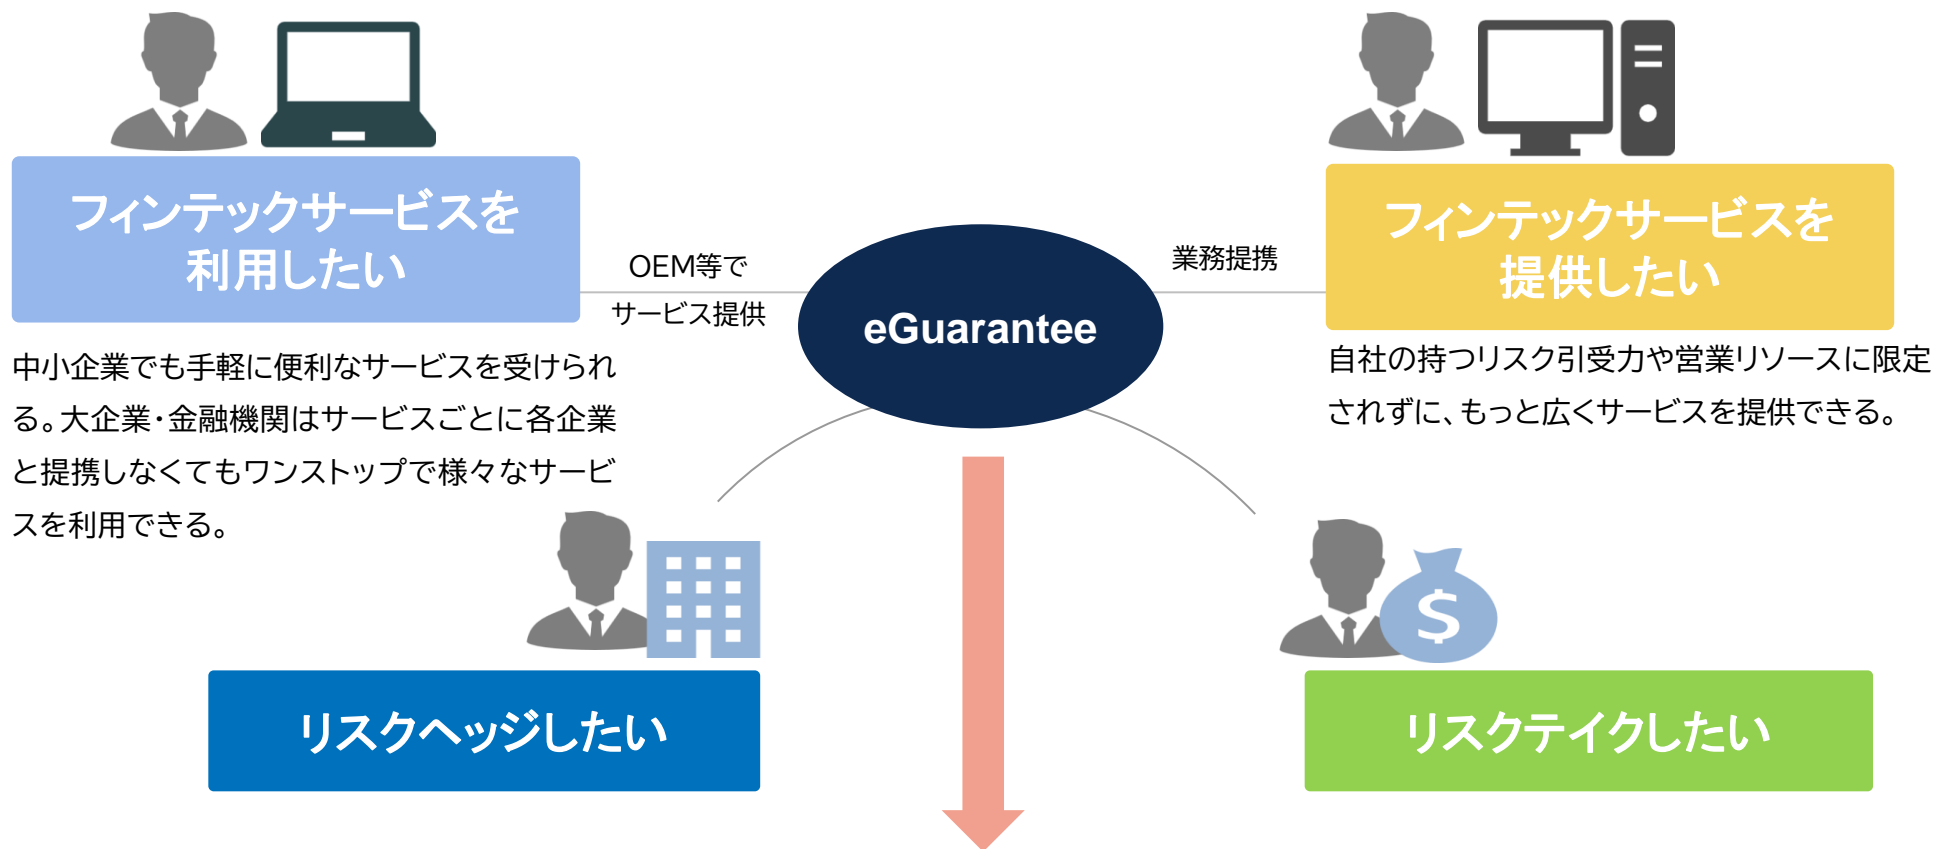 フィンテックサービスを
利用したい
OEM等で
サービス提供
eGuarantee
業務提携
フィンテックサービスを
提供したい
中小企業でも手軽に便利なサービスを受けられ
る。大企業・金融機関はサービスごとに各企業
と提携しなくてもワンストップで様々なサービ
スを利用できる。
自社の持つリスク引受力や営業リソースに限定
されずに、もっと広くサービスを提供できる。
$
リスクヘッジしたい
リスクテイクしたい